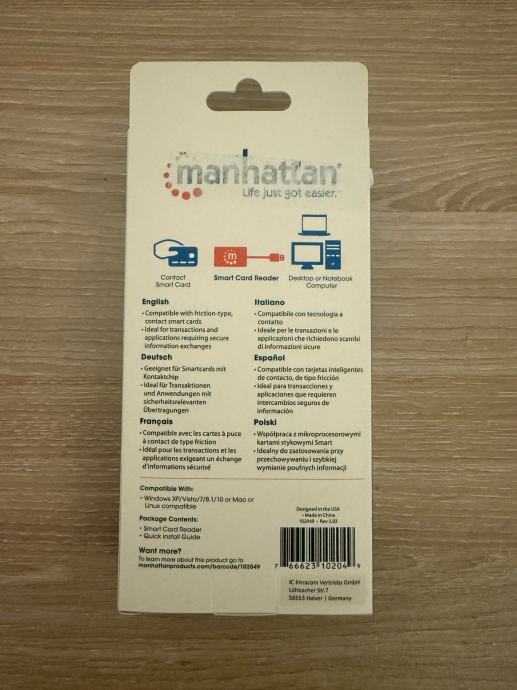 manhattan®
Life just got easier.™
Contact
Smart Card
m
Smart Card Reader
Desktop or Notebook
Computer
English
• Compatible with friction-type,
contact smart cards
• Ideal for transactions and
applications requiring secure
information exchanges
Deutsch
• Geeignet für Smartcards mit
Kontaktchip
• Ideal für Transaktionen
und Anwendungen mit
sicherheitsrelevanten
Übertragungen
Français
• Compatible avec les cartes à puce
à contact de type friction
• Idéal pour les transactions et les
applications exigeant un échange
d'informations sécurisé
Italiano
• Compatibile con tecnologia a
contatto
• Ideale per le transazioni e le
applicazioni che richiedono scambi
di informazioni sicure
Español
• Compatible con tarjetas inteligentes
de contacto, de tipo fricción
• Ideal para transacciones y
aplicaciones que requieren
intercambios seguros de
información
Polski
• Współpraca z mikroprocesorowymi
kartami stykowymi Smart
• Idealny do zastosowania przy
przechowywaniu i szybkiej
wymianie poufnych informacji
Compatible With:
• Windows XP/Vista/7/8.1/10 or Mac or
Linux compatible
Package Contents:
• Smart Card Reader
• Quick Install Guide
Want more?
To learn more about this product go to
manhattanproducts.com/barcode/102049
Designed in the USA
• Made in China
102049 • Rev 5.03
7 66623 10204 9
IC Intracom Vertriebs GmbH
Löhbacher Str.7
58553 Halver | Germany